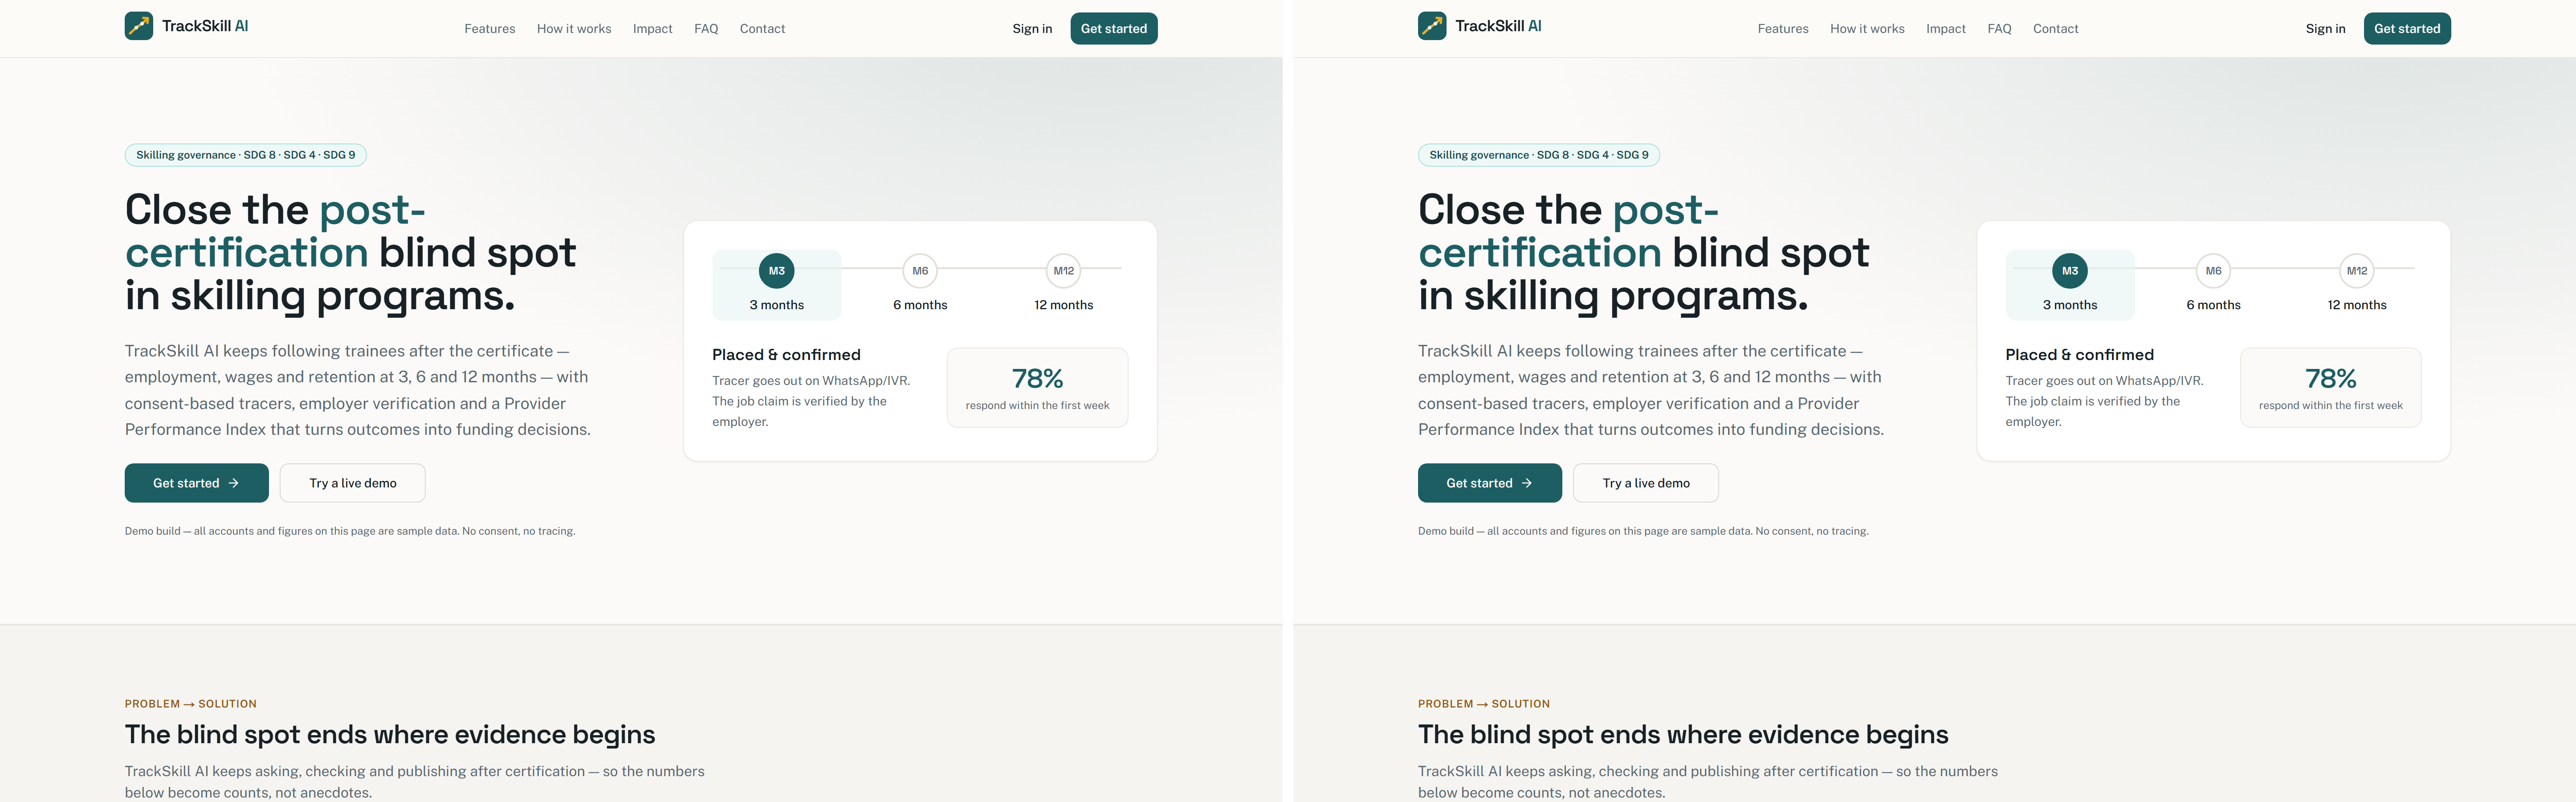 TrackSkill AI
Features How it works Impact FAQ Contact
Sign in Get started
Skilling governance · SDG 8 · SDG 4 · SDG 9
Close the post-
certification blind spot
in skilling programs.
TrackSkill AI keeps following trainees after the certificate —
employment, wages and retention at 3, 6 and 12 months — with
consent-based tracers, employer verification and a Provider
Performance Index that turns outcomes into funding decisions.
Get started → Try a live demo
Demo build — all accounts and figures on this page are sample data. No consent, no tracing.
M3 M6 M12
3 months 6 months 12 months
Placed & confirmed
Tracer goes out on WhatsApp/IVR.
The job claim is verified by the
employer.
78%
respond within the first week
PROBLEM → SOLUTION
The blind spot ends where evidence begins
TrackSkill AI keeps asking, checking and publishing after certification — so the numbers
below become counts, not anecdotes.
TrackSkill AI
Features How it works Impact FAQ Contact
Sign in Get started
Skilling governance · SDG 8 · SDG 4 · SDG 9
Close the post-
certification blind spot
in skilling programs.
TrackSkill AI keeps following trainees after the certificate —
employment, wages and retention at 3, 6 and 12 months — with
consent-based tracers, employer verification and a Provider
Performance Index that turns outcomes into funding decisions.
Get started → Try a live demo
Demo build — all accounts and figures on this page are sample data. No consent, no tracing.
M3 M6 M12
3 months 6 months 12 months
Placed & confirmed
Tracer goes out on WhatsApp/IVR.
The job claim is verified by the
employer.
78%
respond within the first week
PROBLEM → SOLUTION
The blind spot ends where evidence begins
TrackSkill AI keeps asking, checking and publishing after certification — so the numbers
below become counts, not anecdotes.